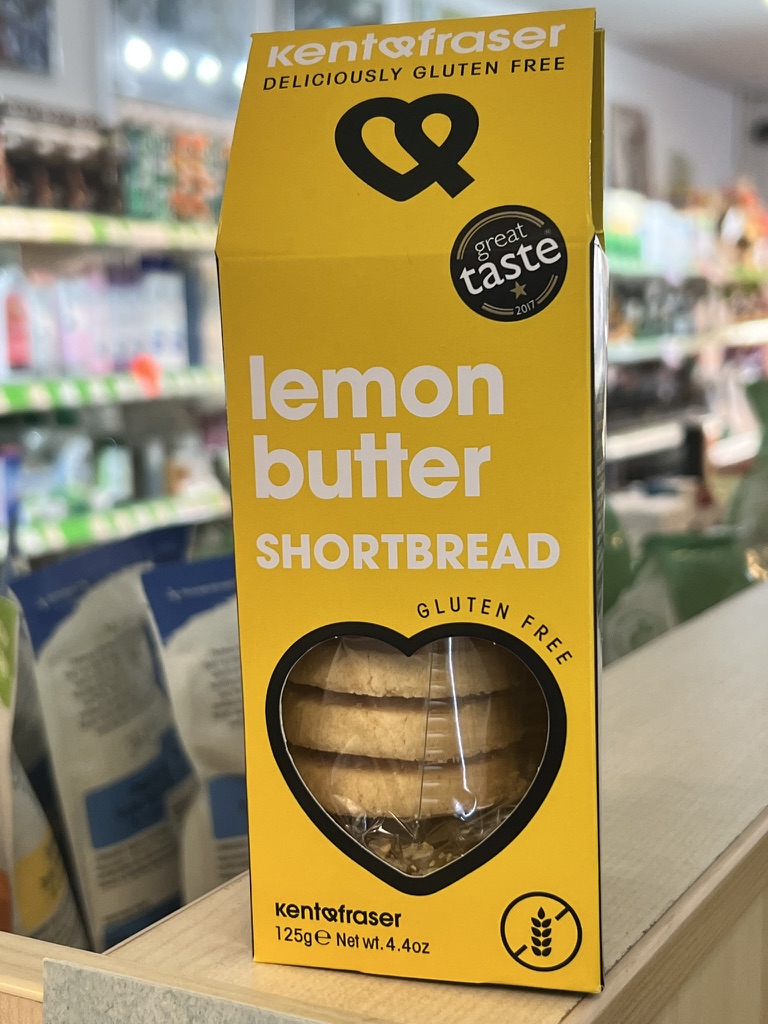 kent&fraser
DELICIOUSLY GLUTEN FREE
great
taste®
2017
lemon
butter
SHORTBREAD
GLUTEN FREE
kent&fraser
125g℮ Net wt. 4.4oz